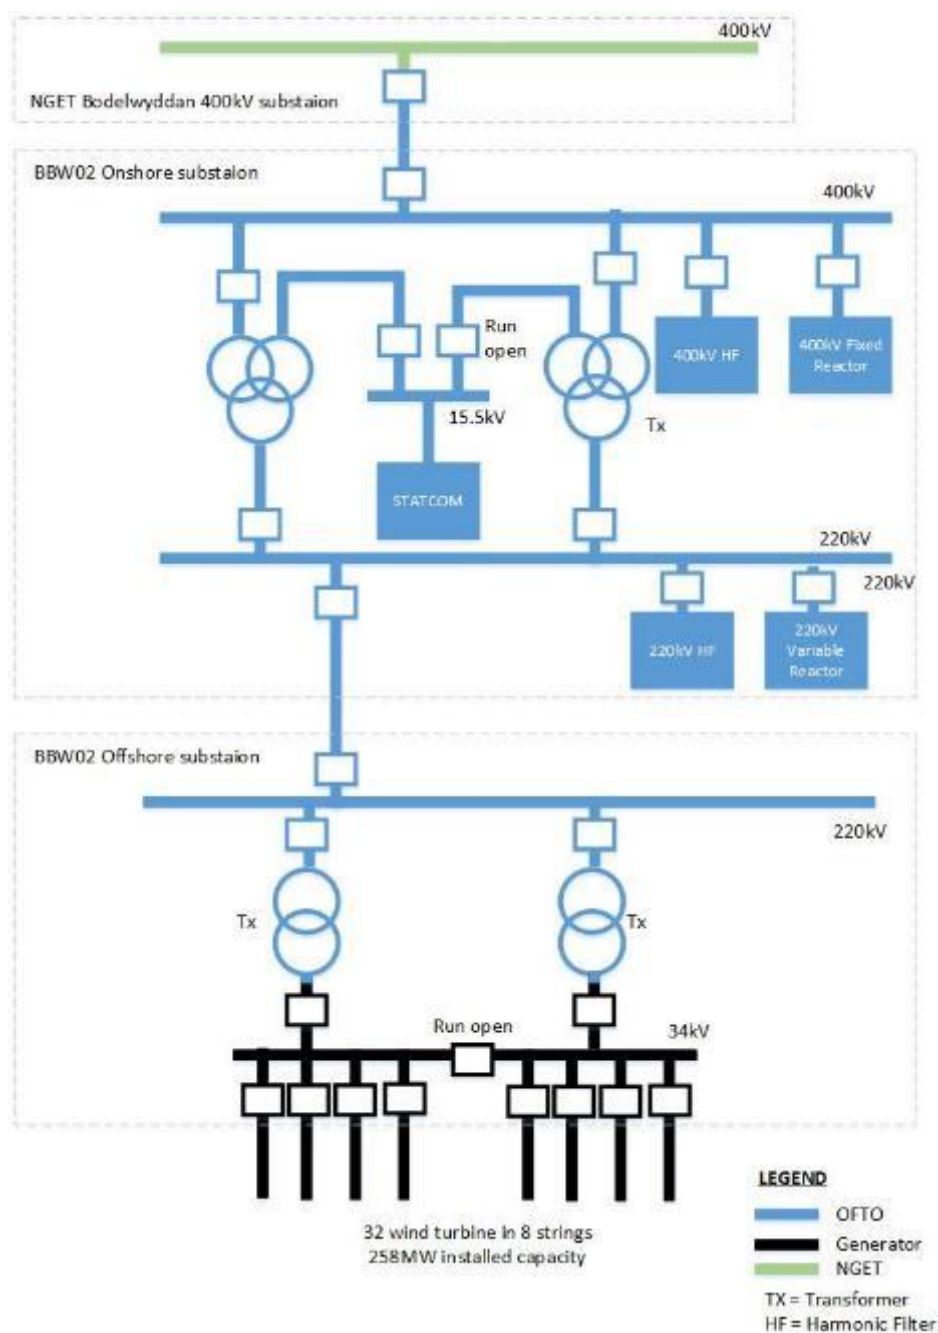 400kV
NGET Bodelwyddan 400kV substaion
BBW02 Onshore substaion
400kV
Run
open
400kV HF
400kV Fixed
Reactor
15.5kV
Tx
STATCOM
220kV
220kV
220kV HF
220kV
Variable
Reactor
BBW02 Offshore substaion
220kV
Tx
Tx
Run open
34kV
32 wind turbine in 8 strings
258MW installed capacity
LEGEND
OFTO
Generator
NGET
TX = Transformer
HF = Harmonic Filter